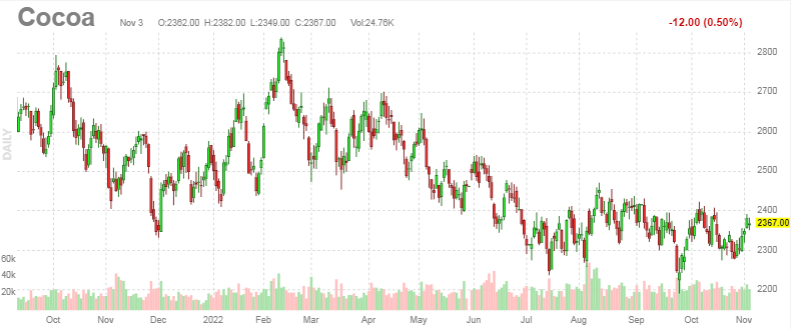 Cocoa Nov 3 O:2362.00 H:2382.00 L:2349.00 C:2367.00 Vol:24.76K -12.00 (0.50%)
2800
2700
2600
DAILY
2500
2400
2367.00
2300
60k
40k
2200
20k
Oct Nov Dec 2022 Feb Mar Apr May Jun Jul Aug Sep Oct Nov